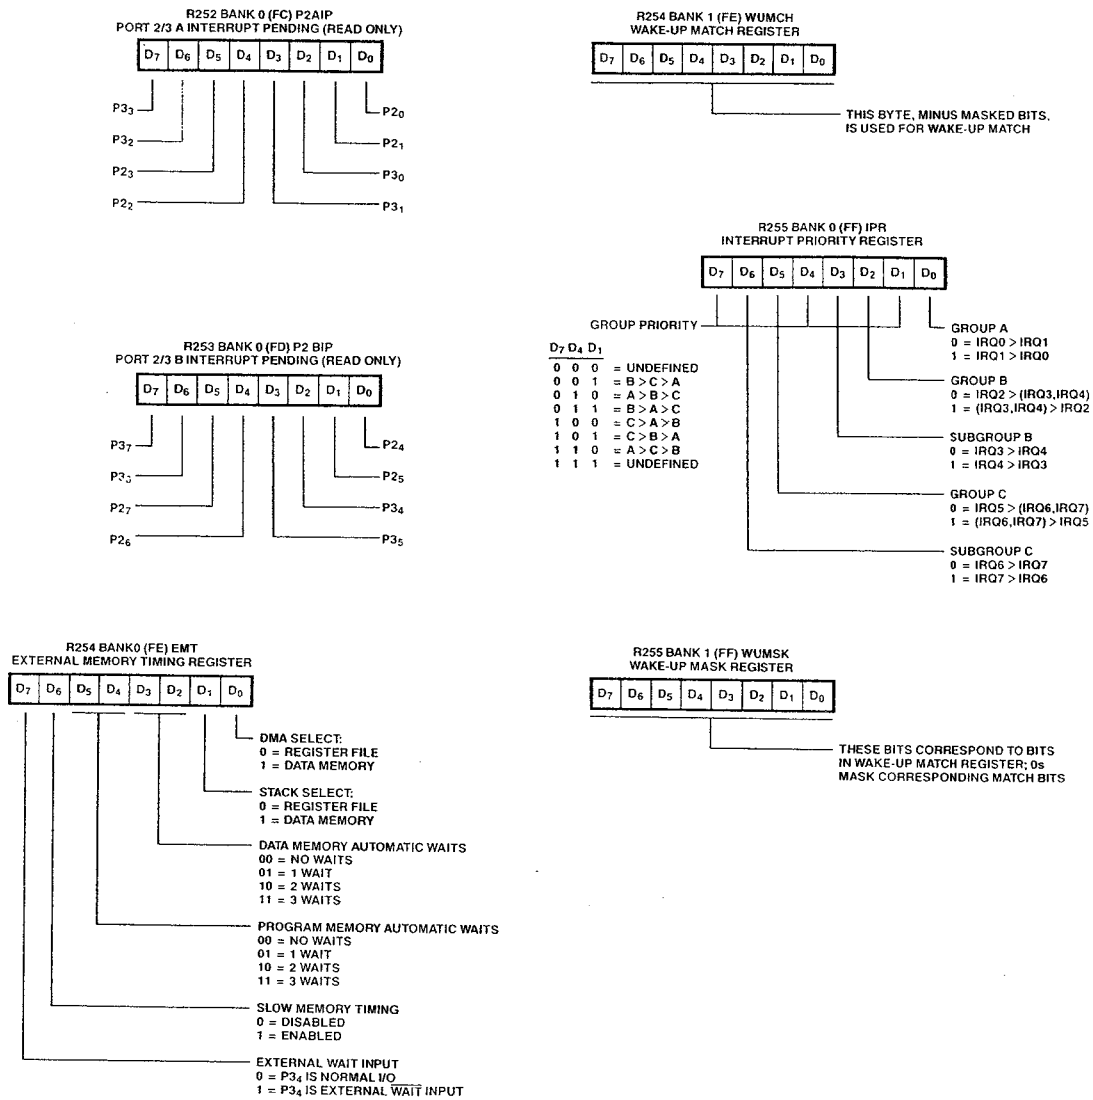 R252 BANK 0 (FC) P2AIP
PORT 2/3 A INTERRUPT PENDING (READ ONLY)
D7 D6 D5 D4 D3 D2 D1 D0
P33
P32
P23
P22
P20
P21
P30
P31
R253 BANK 0 (FD) P2 BIP
PORT 2/3 B INTERRUPT PENDING (READ ONLY)
D7 D6 D5 D4 D3 D2 D1 D0
P37
P27
P26
P24
P25
P34
P35
R254 BANK0 (FE) EMT
EXTERNAL MEMORY TIMING REGISTER
D7 D6 D5 D4 D3 D2 D1 D0
DMA SELECT:
0 = REGISTER FILE
1 = DATA MEMORY
STACK SELECT:
0 = REGISTER FILE
1 = DATA MEMORY
DATA MEMORY AUTOMATIC WAITS
00 = NO WAITS
01 = 1 WAIT
10 = 2 WAITS
11 = 3 WAITS
PROGRAM MEMORY AUTOMATIC WAITS
00 = NO WAITS
01 = 1 WAIT
10 = 2 WAITS
11 = 3 WAITS
SLOW MEMORY TIMING
0 = DISABLED
1 = ENABLED
EXTERNAL WAIT INPUT
0 = P34 IS NORMAL I/O
1 = P34 IS EXTERNAL WAIT INPUT
R254 BANK 1 (FE) WUMCH
WAKE-UP MATCH REGISTER
D7 D6 D5 D4 D3 D2 D1 D0
THIS BYTE, MINUS MASKED BITS,
IS USED FOR WAKE-UP MATCH
R255 BANK 0 (FF) IPR
INTERRUPT PRIORITY REGISTER
D7 D6 D5 D4 D3 D2 D1 D0
GROUP PRIORITY
D7 D4 D1
0 0 0 = UNDEFINED
0 0 1 = B > C > A
0 1 0 = A > B > C
0 1 1 = B > A > C
1 0 0 = C > A > B
1 0 1 = C > B > A
1 1 0 = A > C > B
1 1 1 = UNDEFINED
GROUP A
0 = IRQ0 > IRQ1
1 = IRQ1 > IRQ0
GROUP B
0 = IRQ2 > (IRQ3,IRQ4)
1 = (IRQ3,IRQ4) > IRQ2
SUBGROUP B
0 = IRQ3 > IRQ4
1 = IRQ4 > IRQ3
GROUP C
0 = IRQ5 > (IRQ6,IRQ7)
1 = (IRQ6,IRQ7) > IRQ5
SUBGROUP C
0 = IRQ6 > IRQ7
1 = IRQ7 > IRQ6
R255 BANK 1 (FF) WUMSK
WAKE-UP MASK REGISTER
D7 D6 D5 D4 D3 D2 D1 D0
THESE BITS CORRESPOND TO BITS
IN WAKE-UP MATCH REGISTER; 0s
MASK CORRESPONDING MATCH BITS